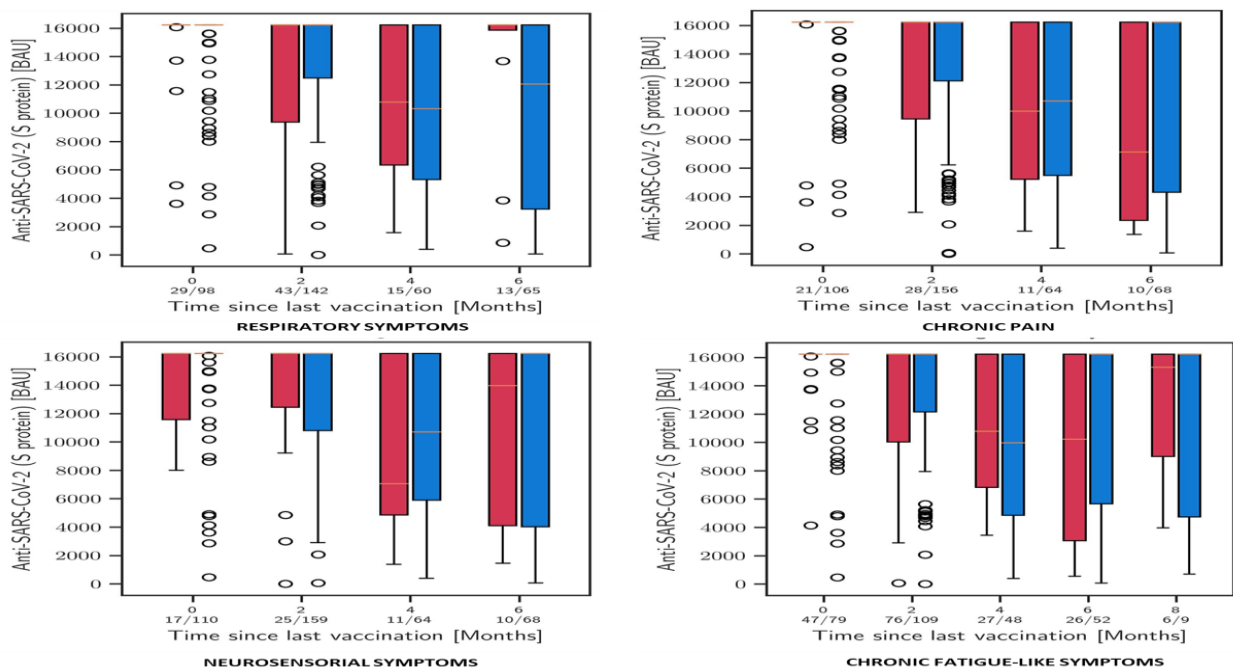 Anti-SARS-CoV-2 (S protein) [BAU]
16000
14000
12000
10000
8000
6000
4000
2000
0
0 2 4 6
29/98 43/142 15/60 13/65
Time since last vaccination [Months]
RESPIRATORY SYMPTOMS
Anti-SARS-CoV-2 (S protein) [BAU]
16000
14000
12000
10000
8000
6000
4000
2000
0
0 2 4 6
21/106 28/156 11/64 10/68
Time since last vaccination [Months]
CHRONIC PAIN
Anti-SARS-CoV-2 (S protein) [BAU]
16000
14000
12000
10000
8000
6000
4000
2000
0
0 2 4 6
17/110 25/159 11/64 10/68
Time since last vaccination [Months]
NEUROSENSORIAL SYMPTOMS
Anti-SARS-CoV-2 (S protein) [BAU]
16000
14000
12000
10000
8000
6000
4000
2000
0
0 2 4 6 8
47/79 76/109 27/48 26/52 6/9
Time since last vaccination [Months]
CHRONIC FATIGUE-LIKE SYMPTOMS